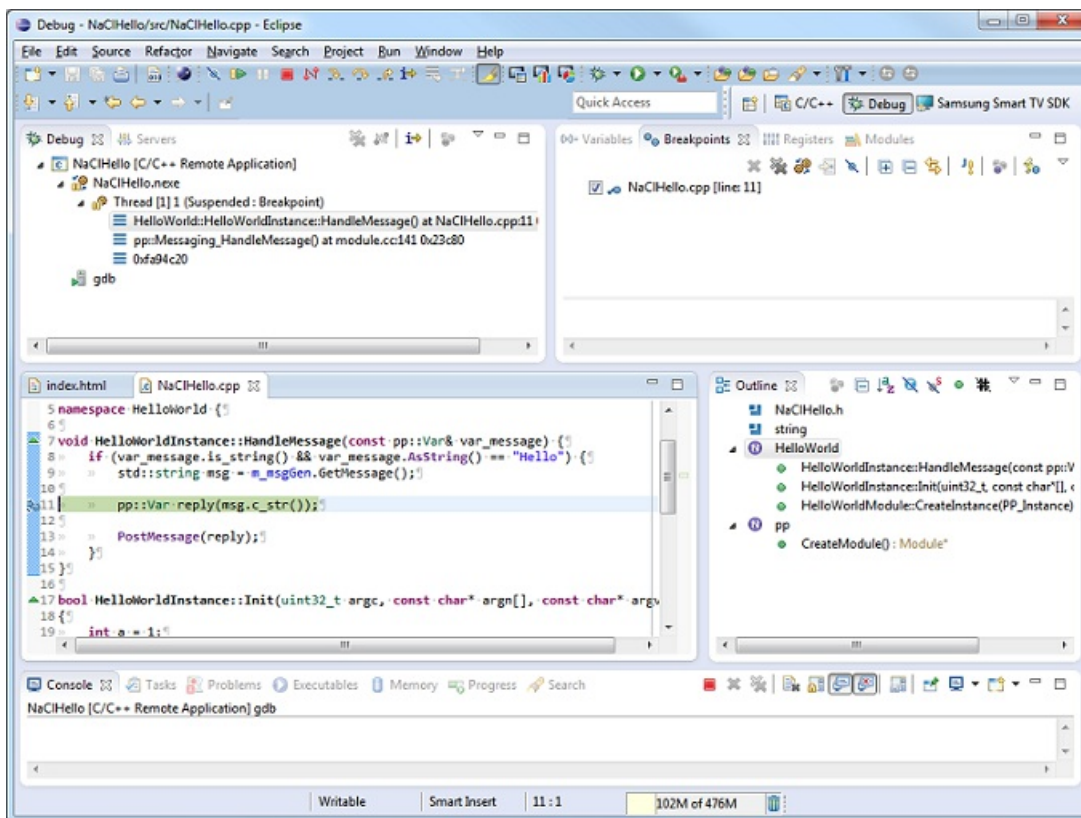 Debug - NaClHello/src/NaClHello.cpp - Eclipse
File Edit Source Refactor Navigate Search Project Run Window Help
Quick Access
C/C++ Debug Samsung Smart TV SDK
Debug Servers
NaClHello [C/C++ Remote Application]
NaClHello.nexe
Thread [1] 1 (Suspended : Breakpoint)
HelloWorld::HelloWorldInstance::HandleMessage() at NaClHello.cpp:11
pp::Messaging_HandleMessage() at module.cc:141 0x23c80
0xfa94c20
gdb
Variables Breakpoints Registers Modules
NaClHello.cpp [line: 11]
index.html NaClHello.cpp
5 namespace HelloWorld {
6
7 void HelloWorldInstance::HandleMessage(const pp::Var& var_message) {
8 if (var_message.is_string() && var_message.AsString() == "Hello") {
9 std::string msg = m_msgGen.GetMessage();
10
11 pp::Var reply(msg.c_str());
12
13 PostMessage(reply);
14 }
15 }
16
17 bool HelloWorldInstance::Init(uint32_t argc, const char* argn[], const char* argv
18 {
19 int a = 1;
Outline
NaClHello.h
string
HelloWorld
HelloWorldInstance::HandleMessage(const pp::V
HelloWorldInstance::Init(uint32_t, const char*[], c
HelloWorldModule::CreateInstance(PP_Instance)
pp
CreateModule() : Module*
Console Tasks Problems Executables Memory Progress Search
NaClHello [C/C++ Remote Application] gdb
Writable Smart Insert 11 : 1 102M of 476M